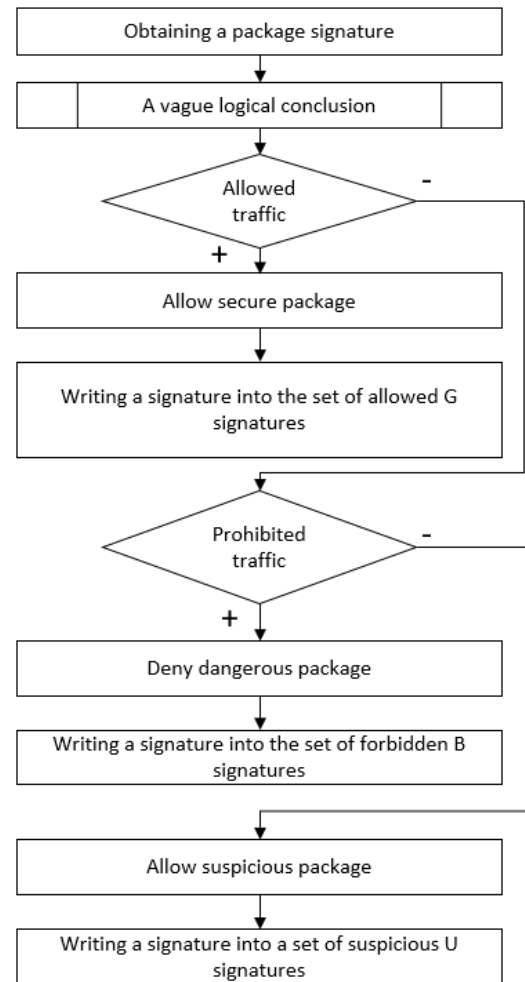 Obtaining a package signature
A vague logical conclusion
Allowed
traffic
-
+
Allow secure package
Writing a signature into the set of allowed G
signatures
Prohibited
traffic
-
+
Deny dangerous package
Writing a signature into the set of forbidden B
signatures
Allow suspicious package
Writing a signature into a set of suspicious U
signatures